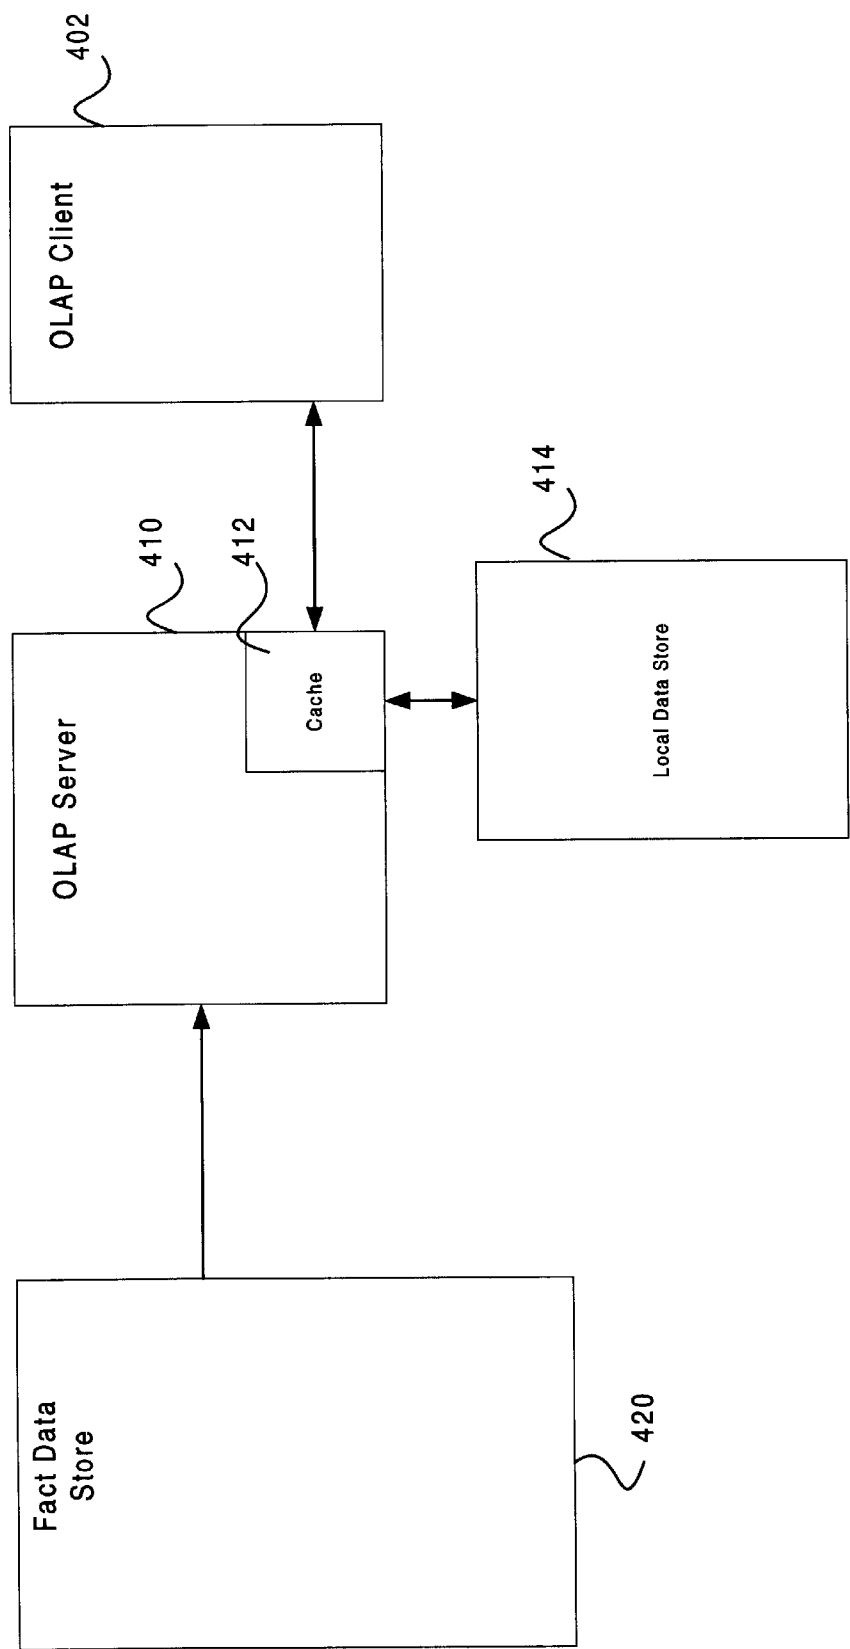 Fact Data
Store
420
OLAP Server
410
412
Cache
Local Data Store
414
OLAP Client
402